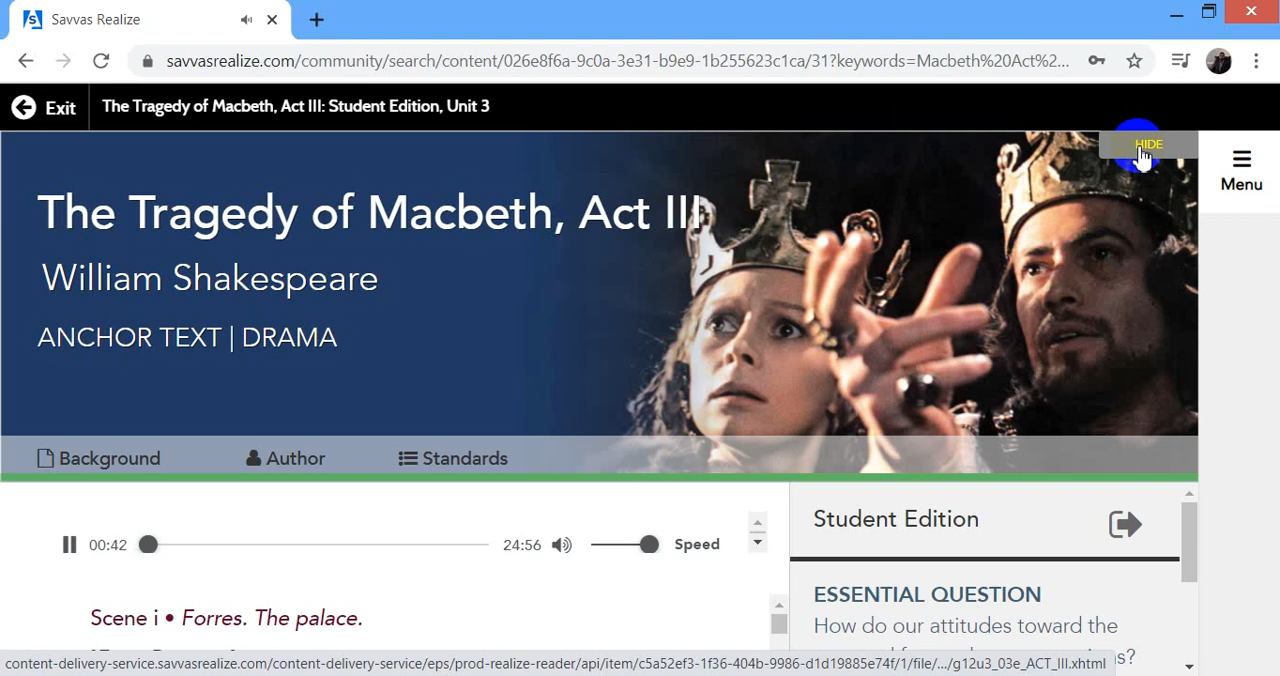 Savvas Realize
savvasrealize.com/community/search/content/026e8f6a-9c0a-3e31-b9e9-1b255623c1ca/31?keywords=Macbeth%20Act%2...
Exit
The Tragedy of Macbeth, Act III: Student Edition, Unit 3
HIDE
Menu
The Tragedy of Macbeth, Act III
William Shakespeare
ANCHOR TEXT | DRAMA
Background
Author
Standards
00:42
24:56
Speed
Student Edition
Scene i • Forres. The palace.
ESSENTIAL QUESTION
How do our attitudes toward the
s?
content-delivery-service.savvasrealize.com/content-delivery-service/eps/prod-realize-reader/api/item/c5a52ef3-1f36-404b-9986-d1d19885e74f/1/file/.../g12u3_03e_ACT_III.xhtml